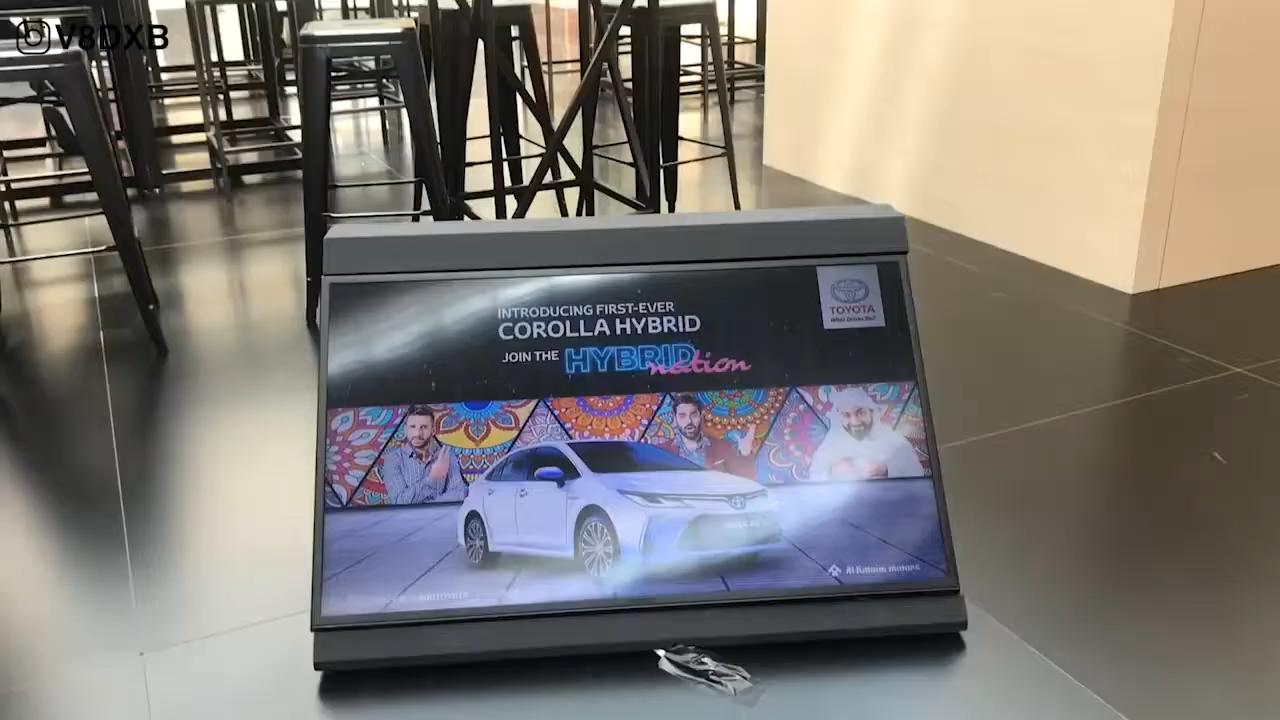 V8DXB
INTRODUCING FIRST-EVER
COROLLA HYBRID
JOIN THE HYBRID nation
TOYOTA
Al-Futtaim motors